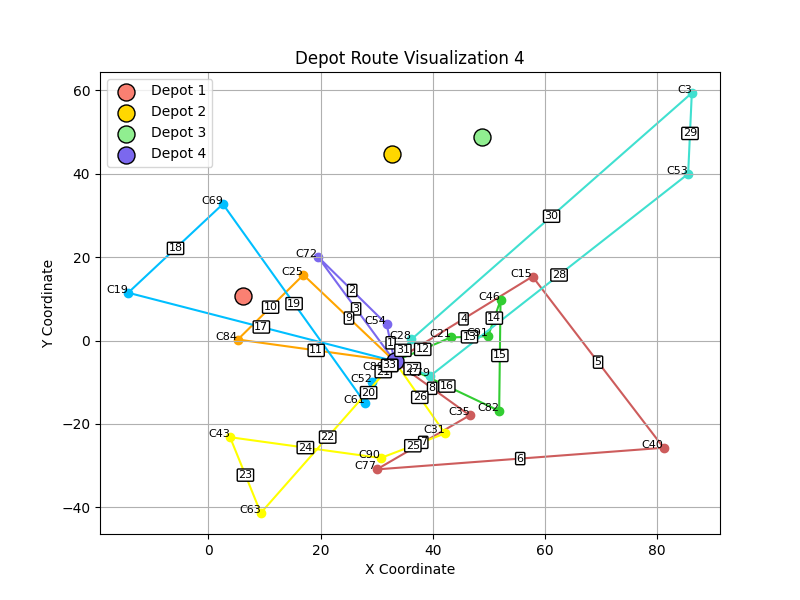 Depot Route Visualization 4
Depot 1
Depot 2
Depot 3
Depot 4
Y Coordinate
X Coordinate
60
40
20
0
−20
−40
0
20
40
60
80
C3
29
C53
30
28
C69
18
C19
17
19
C72
2
3
C25
10
9
C84
11
C54
1
C28
31
12
C21
13
C91
4
C15
C46
14
15
5
33
27
C52
20
C61
8
16
26
C35
C82
C31
7
25
C43
22
24
23
C90
C77
C63
6
C40